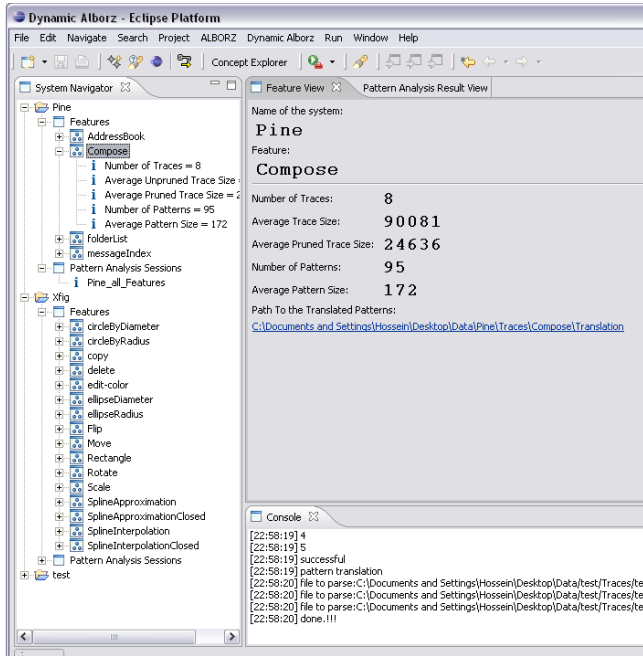 Dynamic Alborz - Eclipse Platform
File Edit Navigate Search Project ALBORZ Dynamic Alborz Run Window Help
Concept Explorer
System Navigator
Pine
Features
AddressBook
Compose
Number of Traces = 8
Average Unpruned Trace Size
Average Pruned Trace Size = 2
Number of Patterns = 95
Average Pattern Size = 172
folderList
messageIndex
Pattern Analysis Sessions
Pine_all_Features
Xfig
Features
circleByDiameter
circleByRadius
copy
delete
edit-color
ellipseDiameter
ellipseRadius
Flip
Move
Rectangle
Rotate
Scale
SplineApproximation
SplineApproximationClosed
SplineInterpolation
SplineInterpolationClosed
Pattern Analysis Sessions
test
Feature View Pattern Analysis Result View
Name of the system:
Pine
Feature:
Compose
Number of Traces: 8
Average Trace Size: 90081
Average Pruned Trace Size: 24636
Number of Patterns: 95
Average Pattern Size: 172
Path To the Translated Patterns:
C:\Documents and Settings\Hossein\Desktop\Data\Pine\Traces\Compose\Translation
Console
[22:58:19] 4
[22:58:19] 5
[22:58:19] successful
[22:58:19] pattern translation
[22:58:20] file to parse:C:\Documents and Settings\Hossein\Desktop\Data/test/Traces/te
[22:58:20] file to parse:C:\Documents and Settings\Hossein\Desktop\Data/test/Traces/te
[22:58:20] file to parse:C:\Documents and Settings\Hossein\Desktop\Data/test/Traces/te
[22:58:20] done.!!!